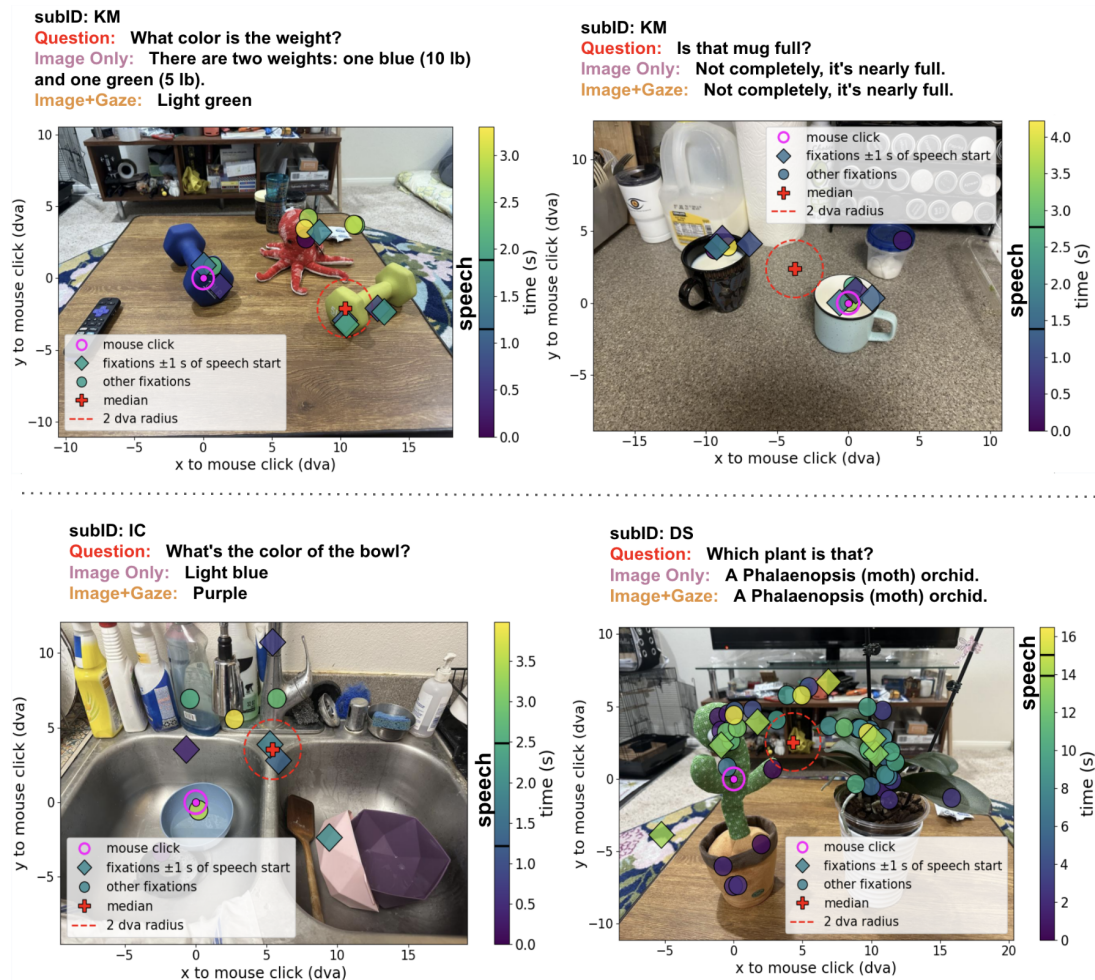 subID: KM
Question: What color is the weight?
Image Only: There are two weights: one blue (10 lb)
and one green (5 lb).
Image+Gaze: Light green
10
5
0
−5
−10
y to mouse click (dva)
−10
−5
0
5
10
15
x to mouse click (dva)
mouse click
fixations ±1 s of speech start
other fixations
median
2 dva radius
3.0
2.5
2.0
1.5
1.0
0.5
0.0
speech
time (s)
subID: KM
Question: Is that mug full?
Image Only: Not completely, it's nearly full.
Image+Gaze: Not completely, it's nearly full.
mouse click
fixations ±1 s of speech start
other fixations
median
2 dva radius
10
5
0
−5
y to mouse click (dva)
−15
−10
−5
0
5
10
x to mouse click (dva)
4.0
3.5
3.0
2.5
2.0
1.5
1.0
0.5
0.0
speech
time (s)
subID: IC
Question: What's the color of the bowl?
Image Only: Light blue
Image+Gaze: Purple
10
5
0
−5
y to mouse click (dva)
−5
0
5
10
15
x to mouse click (dva)
mouse click
fixations ±1 s of speech start
other fixations
median
2 dva radius
3.5
3.0
2.5
2.0
1.5
1.0
0.5
0.0
speech
time (s)
subID: DS
Question: Which plant is that?
Image Only: A Phalaenopsis (moth) orchid.
Image+Gaze: A Phalaenopsis (moth) orchid.
10
5
0
−5
−10
y to mouse click (dva)
−5
0
5
10
15
20
x to mouse click (dva)
mouse click
fixations ±1 s of speech start
other fixations
median
2 dva radius
16
14
12
10
8
6
4
2
0
speech
time (s)